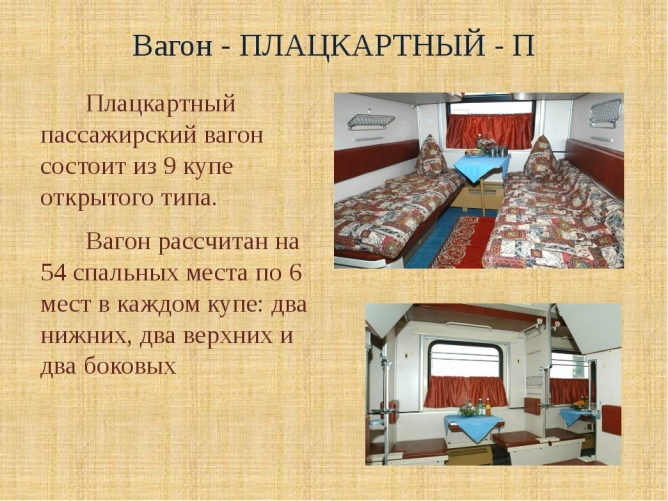 Вагон - ПЛАЦКАРТНЫЙ - П
Плацкартный
пассажирский вагон
состоит из 9 купе
открытого типа.
Вагон рассчитан на
54 спальных места по 6
мест в каждом купе: два
нижних, два верхних и
два боковых